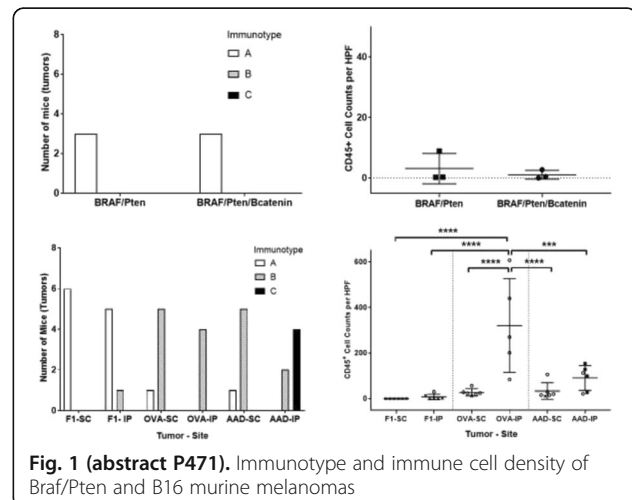 Immunotype
A
B
C
Number of mice (tumors)
8
6
4
2
0
BRAF/Pten
BRAF/Pten/Bcatenin
CD45+ Cell Counts per HPF
40
20
0
BRAF/Pten
BRAF/Pten/Bcatenin
Immunotype
A
B
C
Number of Mice (Tumors)
8
6
4
2
0
F1-SC F1- IP OVA-SC OVA-IP AAD-SC AAD-IP
Tumor - Site
**** 
**** ***
**** ****
CD45+ Cell Counts per HPF
600
400
200
0
F1-SC F1-IP OVA-SC OVA-IP AAD-SC AAD-IP
Tumor - Site
Fig. 1 (abstract P471). Immunotype and immune cell density of
Braf/Pten and B16 murine melanomas